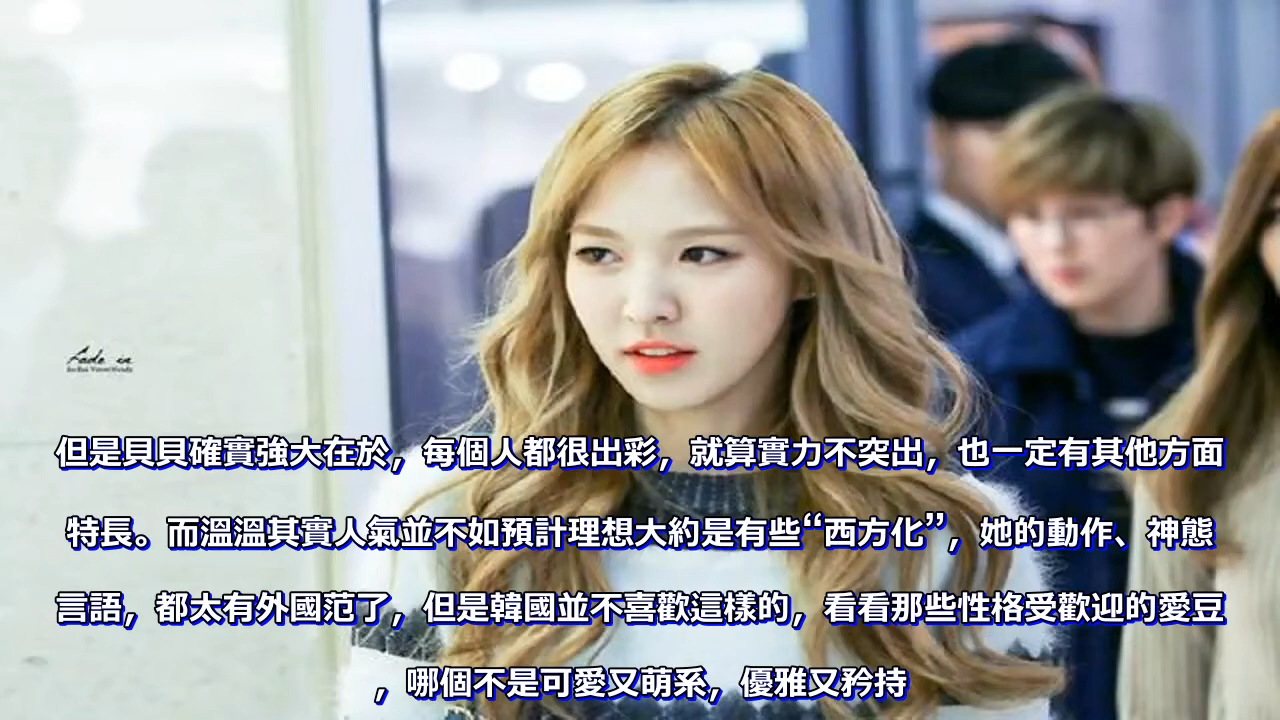 Fade in
但是貝貝確實強大在於，每個人都很出彩，就算實力不突出，也一定有其他方面
特長。而溫溫其實人氣並不如預計理想大約是有些“西方化”，她的動作、神態
言語，都太有外國范了，但是韓國並不喜歡這樣的，看看那些性格受歡迎的愛豆
，哪個不是可愛又萌系，優雅又矜持